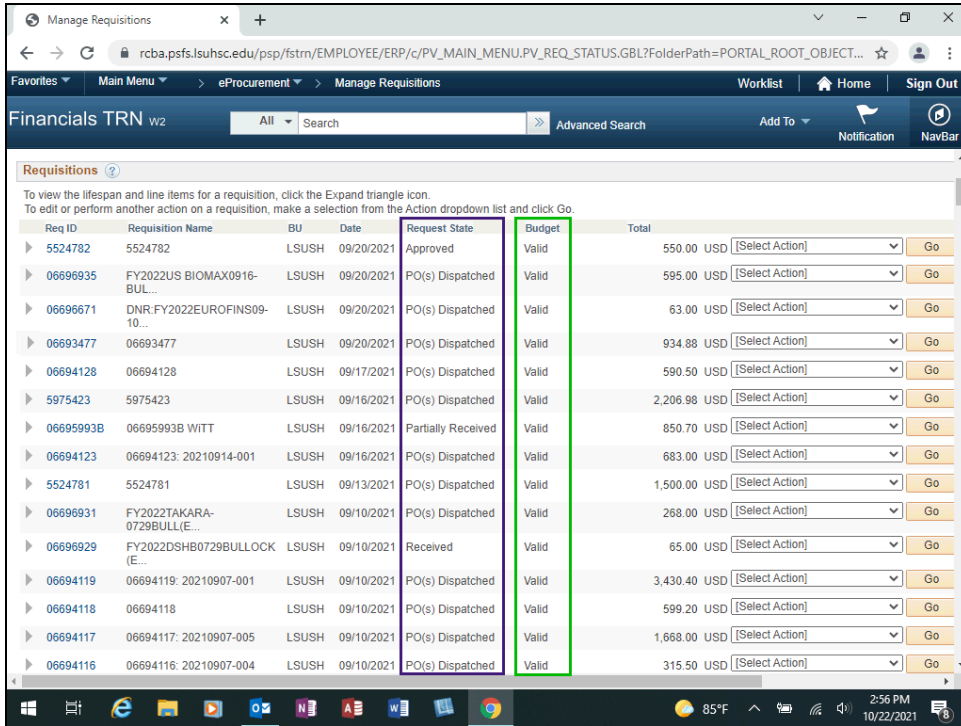 Manage Requisitions
rcba.psfs.lsuhsc.edu/psp/fstrn/EMPLOYEE/ERP/c/PV_MAIN_MENU.PV_REQ_STATUS.GBL?FolderPath=PORTAL_ROOT_OBJECT...
Favorites Main Menu > eProcurement > Manage Requisitions Worklist Home Sign Out
Financials TRN W2 All Search » Advanced Search Add To Notification NavBar
Requisitions ?
To view the lifespan and line items for a requisition, click the Expand triangle icon.
To edit or perform another action on a requisition, make a selection from the Action dropdown list and click Go.
Req ID Requisition Name BU Date Request State Budget Total
5524782 5524782 LSUSH 09/20/2021 Approved Valid 550.00 USD [Select Action] Go
06696935 FY2022US BIOMAX0916-BUL... LSUSH 09/20/2021 PO(s) Dispatched Valid 595.00 USD [Select Action] Go
06696671 DNR:FY2022EUROFINS09-10... LSUSH 09/20/2021 PO(s) Dispatched Valid 63.00 USD [Select Action] Go
06693477 06693477 LSUSH 09/20/2021 PO(s) Dispatched Valid 934.88 USD [Select Action] Go
06694128 06694128 LSUSH 09/17/2021 PO(s) Dispatched Valid 590.50 USD [Select Action] Go
5975423 5975423 LSUSH 09/16/2021 PO(s) Dispatched Valid 2,206.98 USD [Select Action] Go
06695993B 06695993B WiTT LSUSH 09/16/2021 Partially Received Valid 850.70 USD [Select Action] Go
06694123 06694123: 20210914-001 LSUSH 09/16/2021 PO(s) Dispatched Valid 683.00 USD [Select Action] Go
5524781 5524781 LSUSH 09/13/2021 PO(s) Dispatched Valid 1,500.00 USD [Select Action] Go
06696931 FY2022TAKARA-0729BULL(E... LSUSH 09/10/2021 PO(s) Dispatched Valid 268.00 USD [Select Action] Go
06696929 FY2022DSHB0729BULLOCK (E... LSUSH 09/10/2021 Received Valid 65.00 USD [Select Action] Go
06694119 06694119: 20210907-001 LSUSH 09/10/2021 PO(s) Dispatched Valid 3,430.40 USD [Select Action] Go
06694118 06694118 LSUSH 09/10/2021 PO(s) Dispatched Valid 599.20 USD [Select Action] Go
06694117 06694117: 20210907-005 LSUSH 09/10/2021 PO(s) Dispatched Valid 1,668.00 USD [Select Action] Go
06694116 06694116: 20210907-004 LSUSH 09/10/2021 PO(s) Dispatched Valid 315.50 USD [Select Action] Go
85°F 2:56 PM
10/22/2021 8